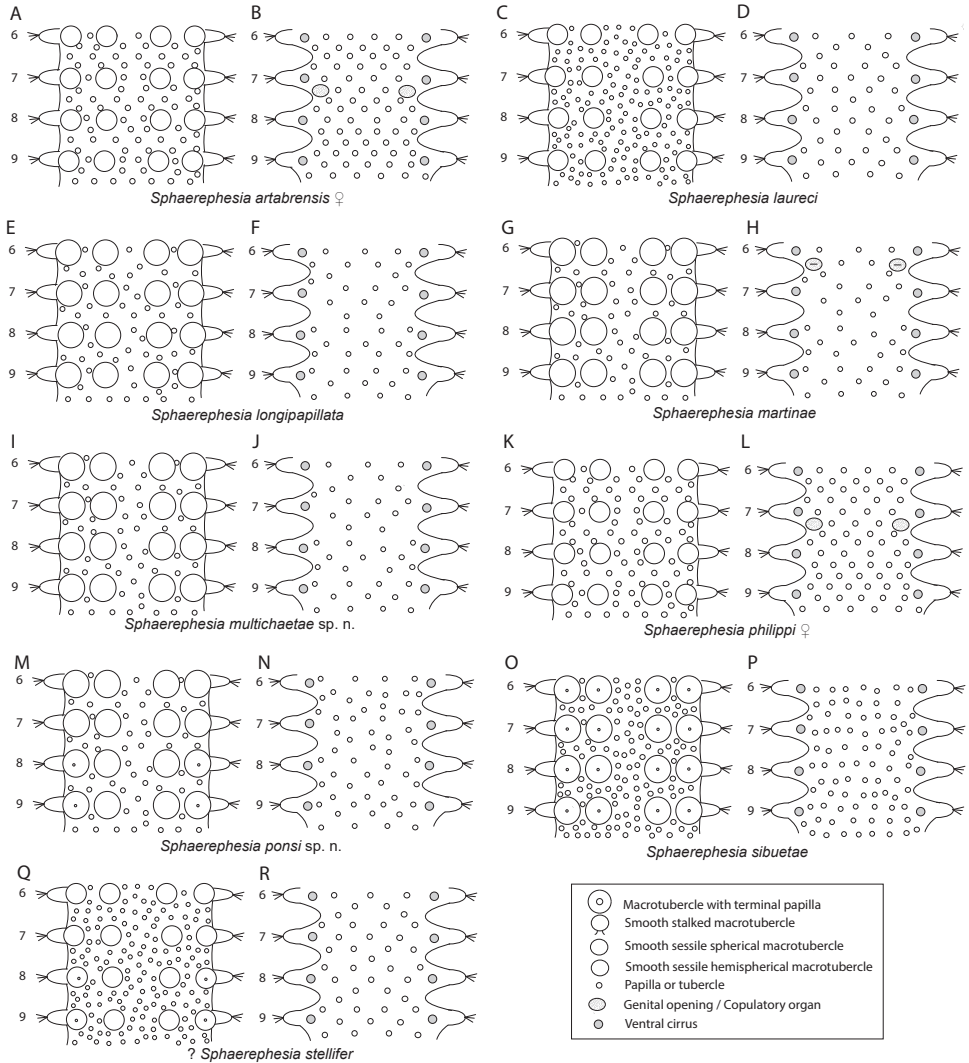 A B C D
6 6 6 6
7 7 7 7
8 8 8 8
9 9 9 9
Sphaerephesia artabrensis ♀
Sphaerephesia laureci
E F G H
6 6 6 6
7 7 7 7
8 8 8 8
9 9 9 9
Sphaerephesia longipapillata
Sphaerephesia martinae
I J K L
6 6 6 6
7 7 7 7
8 8 8 8
9 9 9 9
Sphaerephesia multichaetae sp. n.
Sphaerephesia philippi ♀
M N O P
6 6 6 6
7 7 7 7
8 8 8 8
9 9 9 9
Sphaerephesia ponsi sp. n.
Sphaerephesia sibuetae
Q R
6 6
7 7
8 8
9 9
? Sphaerephesia stellifer
Macrotubercle with terminal papilla
Smooth stalked macrotubercle
Smooth sessile spherical macrotubercle
Smooth sessile hemispherical macrotubercle
Papilla or tubercle
Genital opening / Copulatory organ
Ventral cirrus